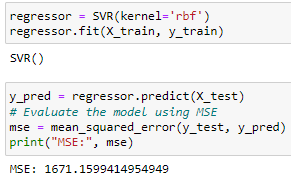 regressor = SVR(kernel='rbf')
regressor.fit(X_train, y_train)
SVR()
y_pred = regressor.predict(X_test)
# Evaluate the model using MSE
mse = mean_squared_error(y_test, y_pred)
print("MSE:", mse)
MSE: 1671.1599414954949